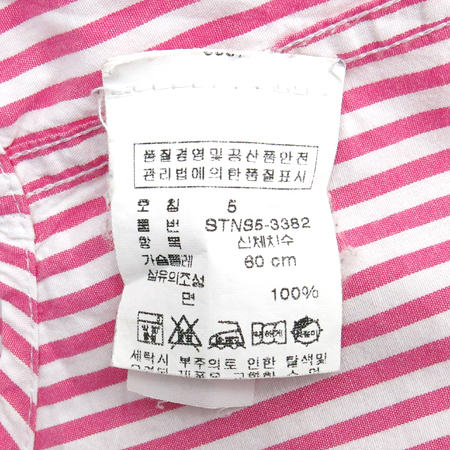 품질경영및공산품안전
관리법에의한품질표시
호 칭 5
품 번 STNS5-3382
항 목 신체치수
가슴둘레 60 cm
섬유의조성
면 100%
세탁시 부주의로 인한 탈색및